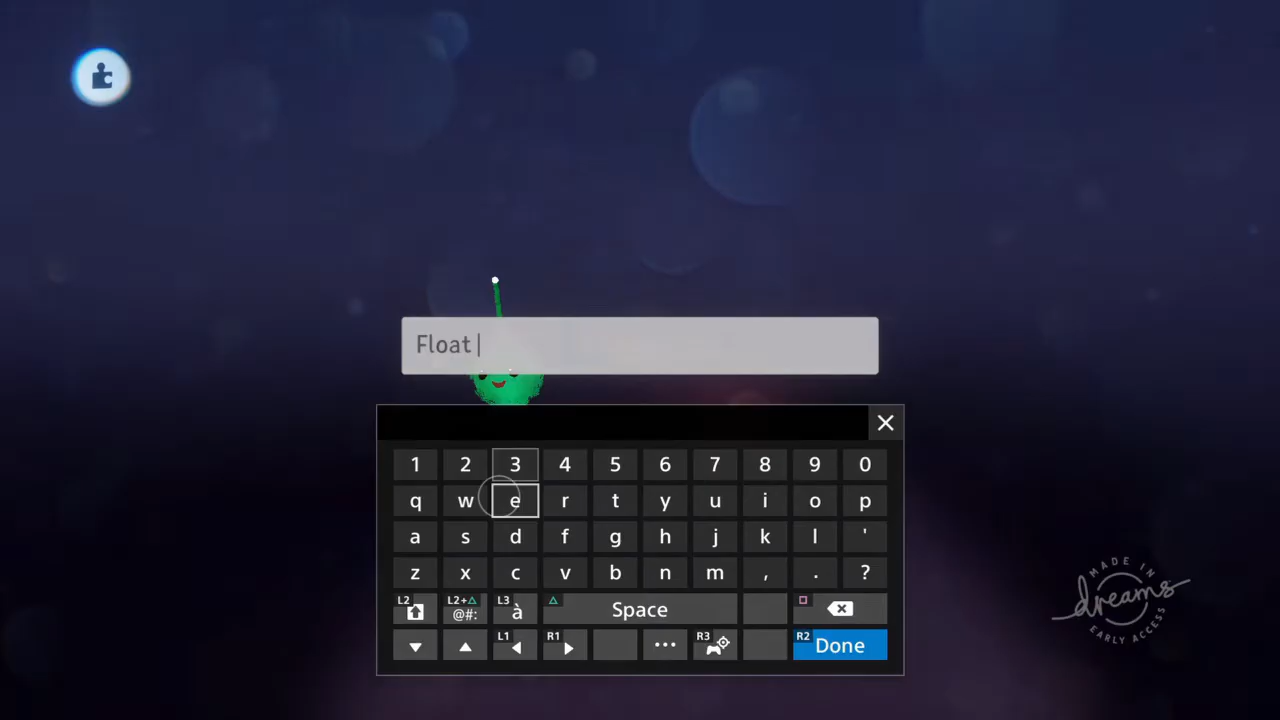 Float
1 2 3 4 5 6 7 8 9 0
q w e r t y u i o p
a s d f g h j k l '
z x c v b n m , . ?
L2 L2+△ @#: L3 à △ Space □
L1 R1 ... R3 R2 Done
MADE IN
dreams
EARLY ACCESS